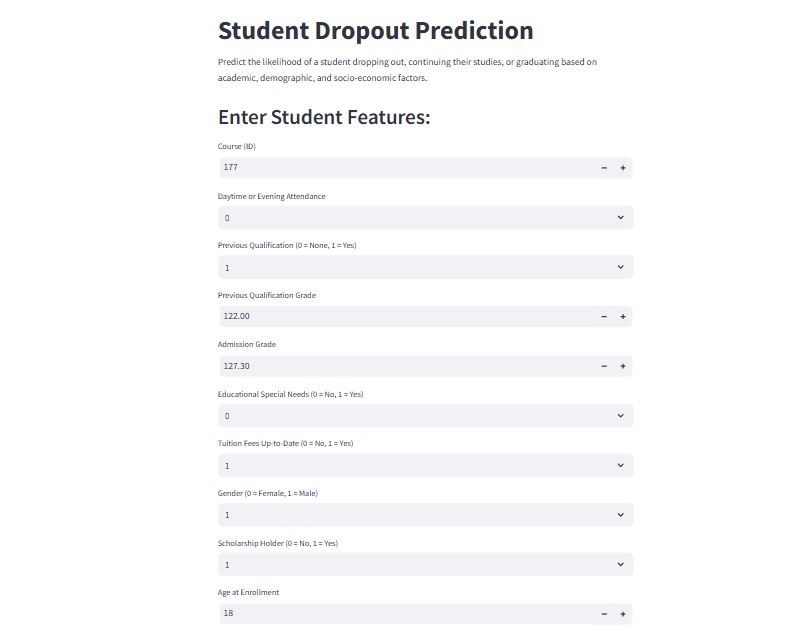 Student Dropout Prediction
Predict the likelihood of a student dropping out, continuing their studies, or graduating based on
academic, demographic, and socio-economic factors.
Enter Student Features:
Course (ID)
177
Daytime or Evening Attendance
0
Previous Qualification (0 = None, 1 = Yes)
1
Previous Qualification Grade
122.00
Admission Grade
127.30
Educational Special Needs (0 = No, 1 = Yes)
0
Tuition Fees Up-to-Date (0 = No, 1 = Yes)
1
Gender (0 = Female, 1 = Male)
1
Scholarship Holder (0 = No, 1 = Yes)
1
Age at Enrollment
18